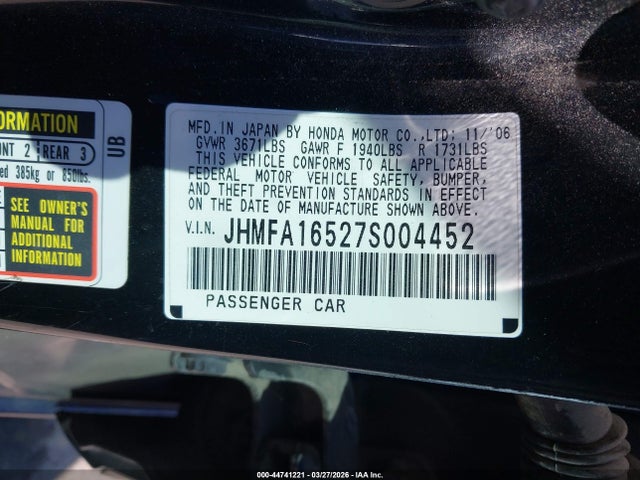 ORMATION
NT 2 REAR 3
ed 385kg or 850lbs.
SEE OWNER'S
MANUAL FOR
ADDITIONAL
INFORMATION
UB
MFD.IN JAPAN BY HONDA MOTOR CO.,LTD: 11/'06
GVWR 3671LBS GAWR F 1940LBS R 1731LBS
THIS VEHICLE CONFORMS TO ALL APPLICABLE
FEDERAL MOTOR VEHICLE SAFETY, BUMPER,
AND THEFT PREVENTION STANDARDS IN EFFECT
ON THE DATE OF MANUFACTURE SHOWN ABOVE.
V.I.N. JHMFA16527S004452
PASSENGER CAR
000-44741221 - 03/27/2026 - IAA Inc.